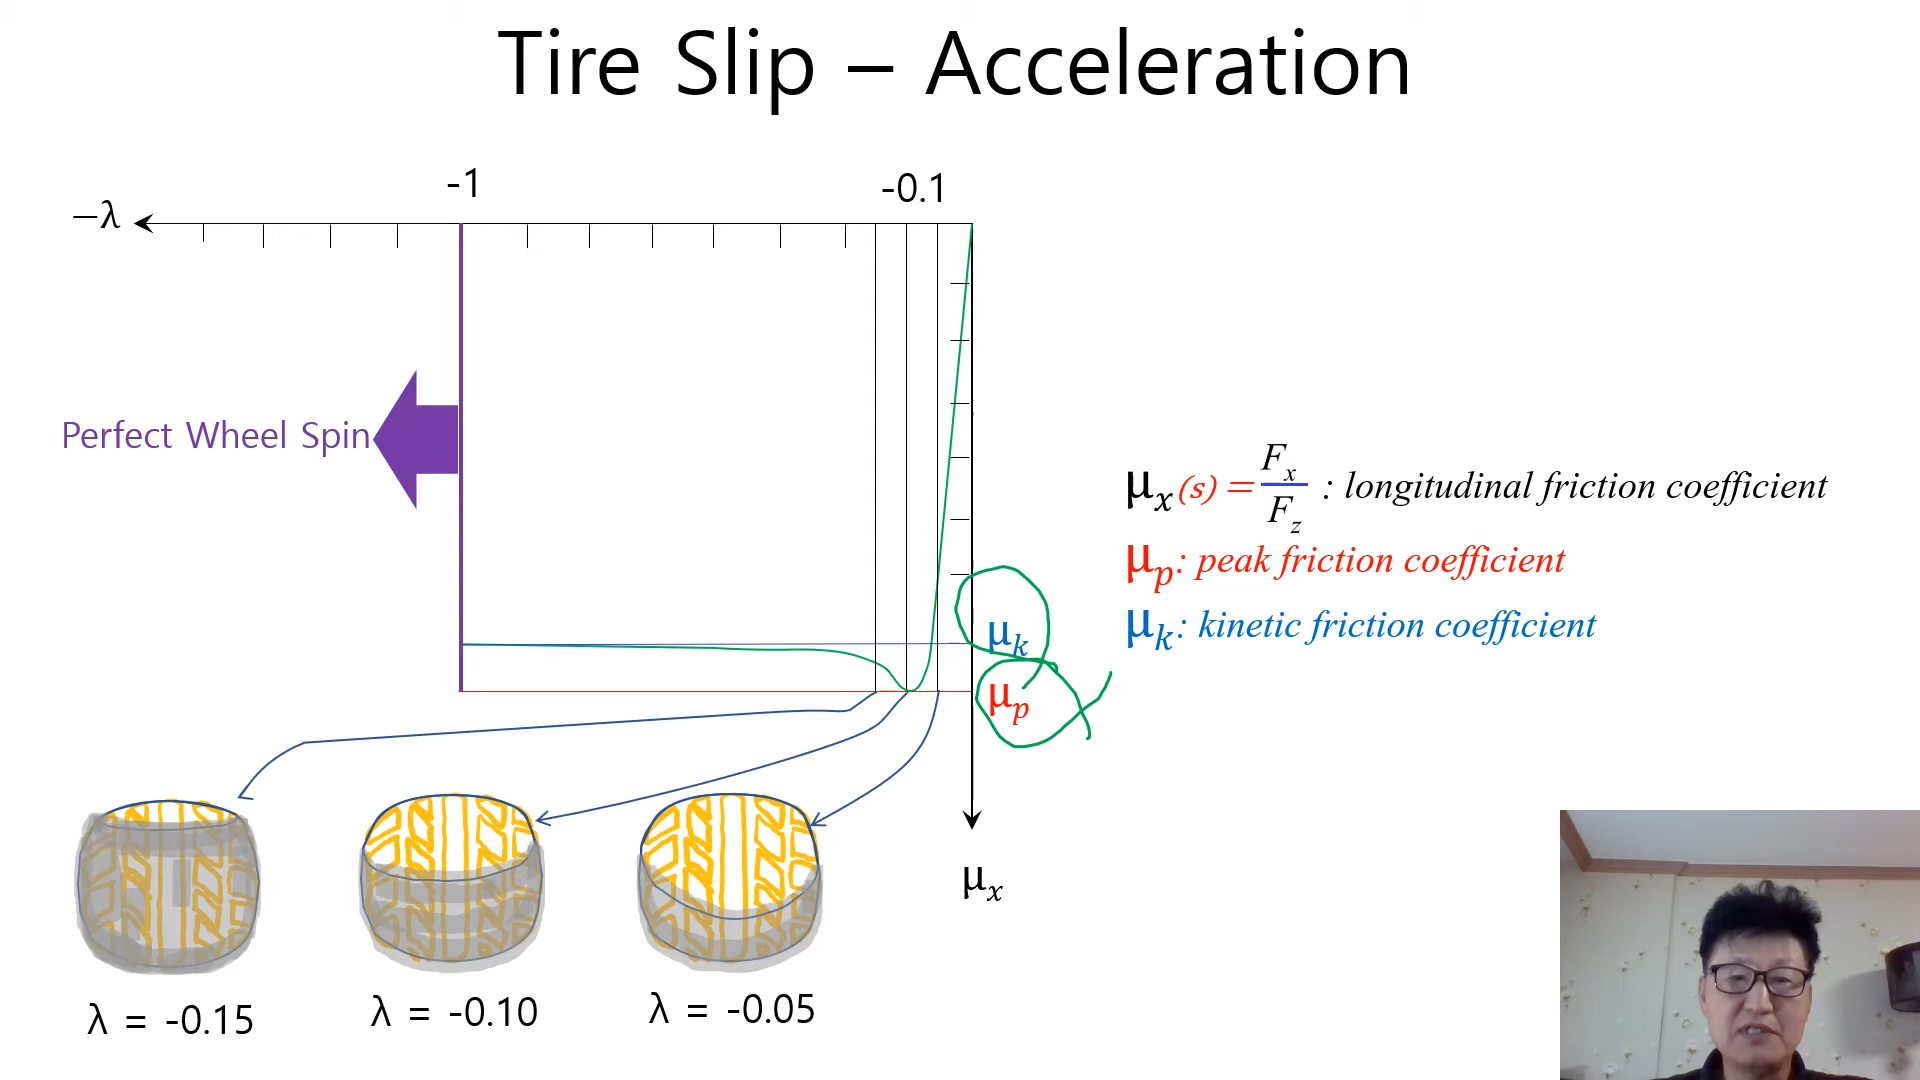 Tire Slip – Acceleration
-1
-0.1
−λ
Perfect Wheel Spin
μx(s) = Fx/Fz : longitudinal friction coefficient
μp: peak friction coefficient
μk: kinetic friction coefficient
μk
μp
μx
λ = -0.15
λ = -0.10
λ = -0.05